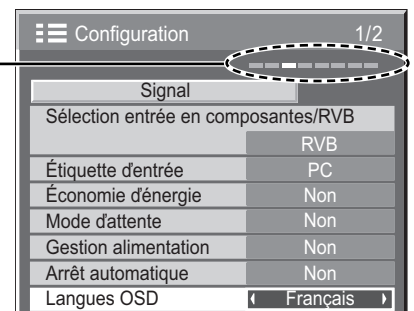 Configuration 1/2
Signal
Sélection entrée en composantes/RVB
RVB
Étiquette d'entrée PC
Économie d'énergie Non
Mode d'attente Non
Gestion alimentation Non
Arrêt automatique Non
Langues OSD Français